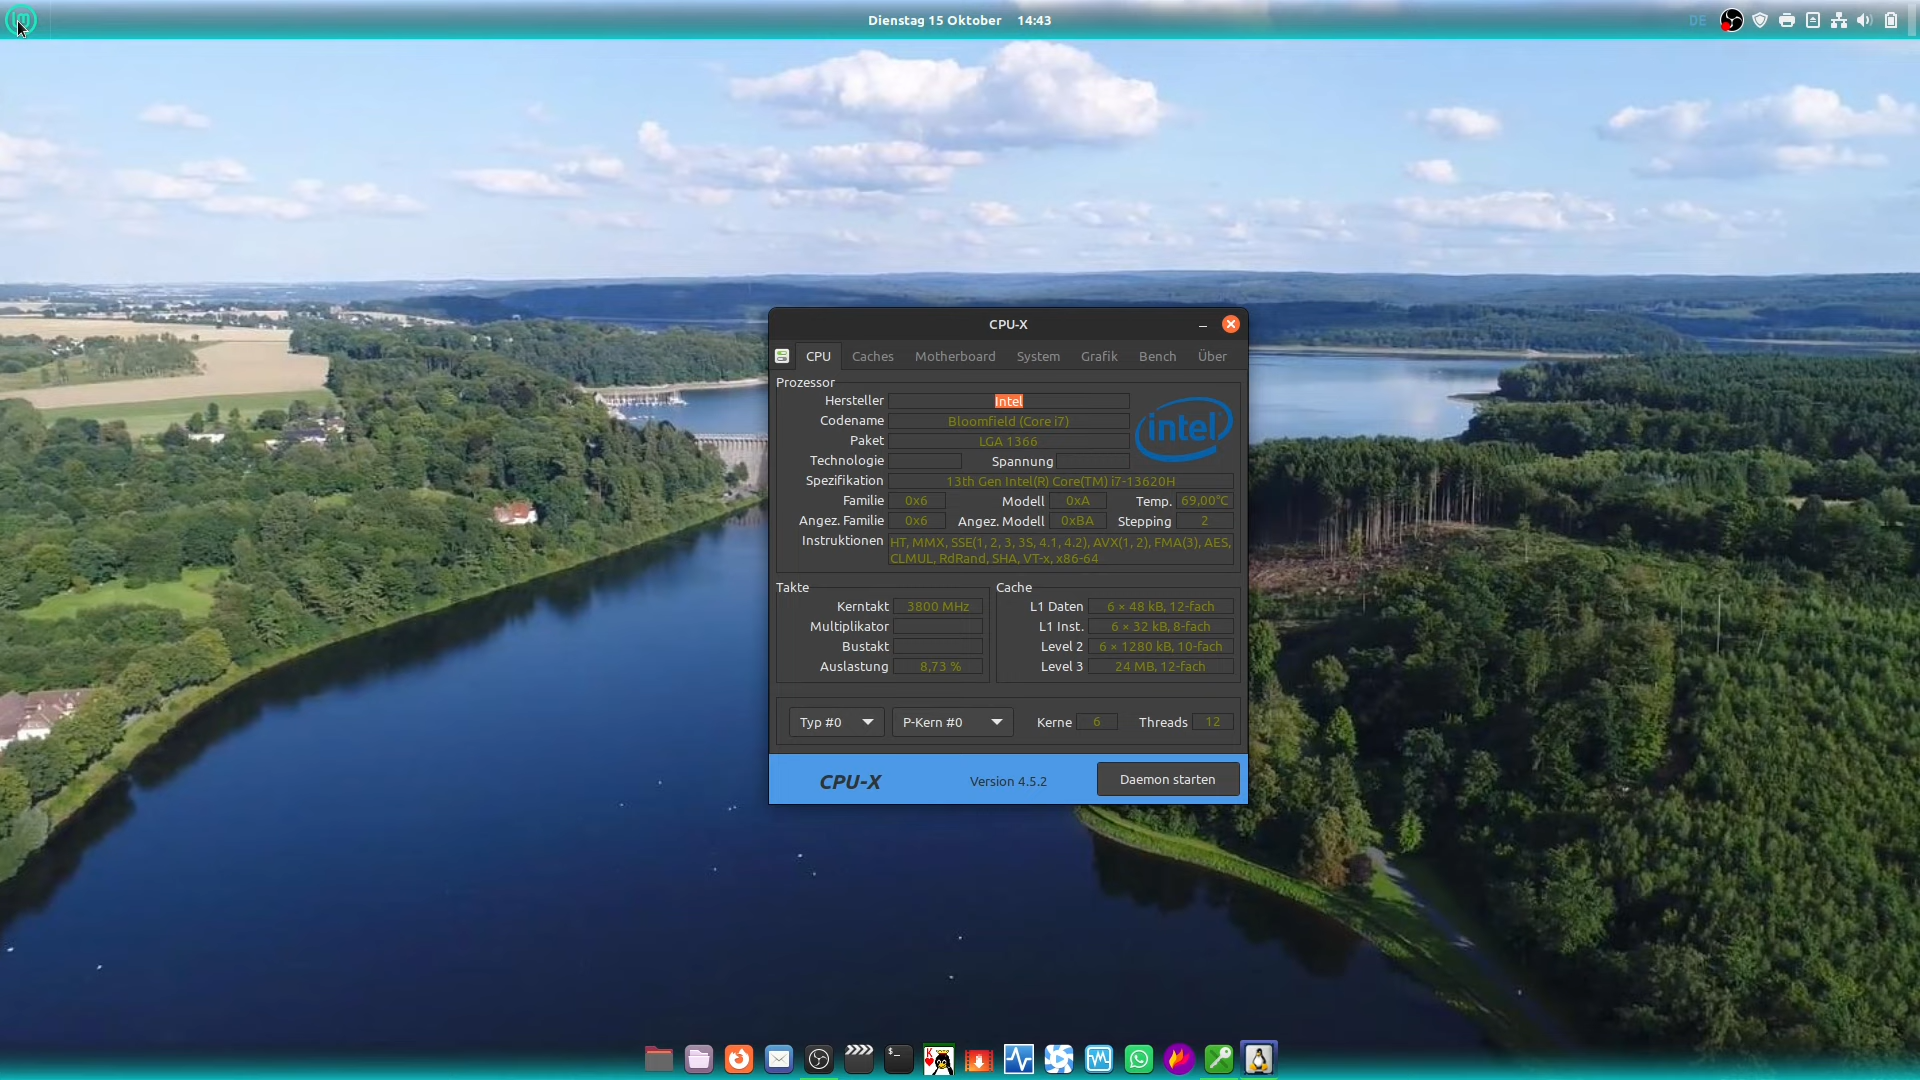 DE
Dienstag 15 Oktober 14:43
CPU-X
CPU Caches Motherboard System Grafik Bench Über
Prozessor
Hersteller Intel
intel
Codename Bloomfield (Core i7)
Paket LGA 1366
Technologie Spannung
Spezifikation 13th Gen Intel(R) Core(TM) i7-13620H
Familie 0x6 Modell 0xA Temp. 69,00°C
Angez. Familie 0x6 Angez. Modell 0xBA Stepping 2
Instruktionen HT, MMX, SSE(1, 2, 3, 3S, 4.1, 4.2), AVX(1, 2), FMA(3), AES,
CLMUL, RdRand, SHA, VT-x, x86-64
Takte
Kerntakt 3800 MHz
Multiplikator
Bustakt
Auslastung 8,73 %
Cache
L1 Daten 6 × 48 kB, 12-fach
L1 Inst. 6 × 32 kB, 8-fach
Level 2 6 × 1280 kB, 10-fach
Level 3 24 MB, 12-fach
Typ #0 P-Kern #0 Kerne 6 Threads 12
CPU-X Version 4.5.2 Daemon starten